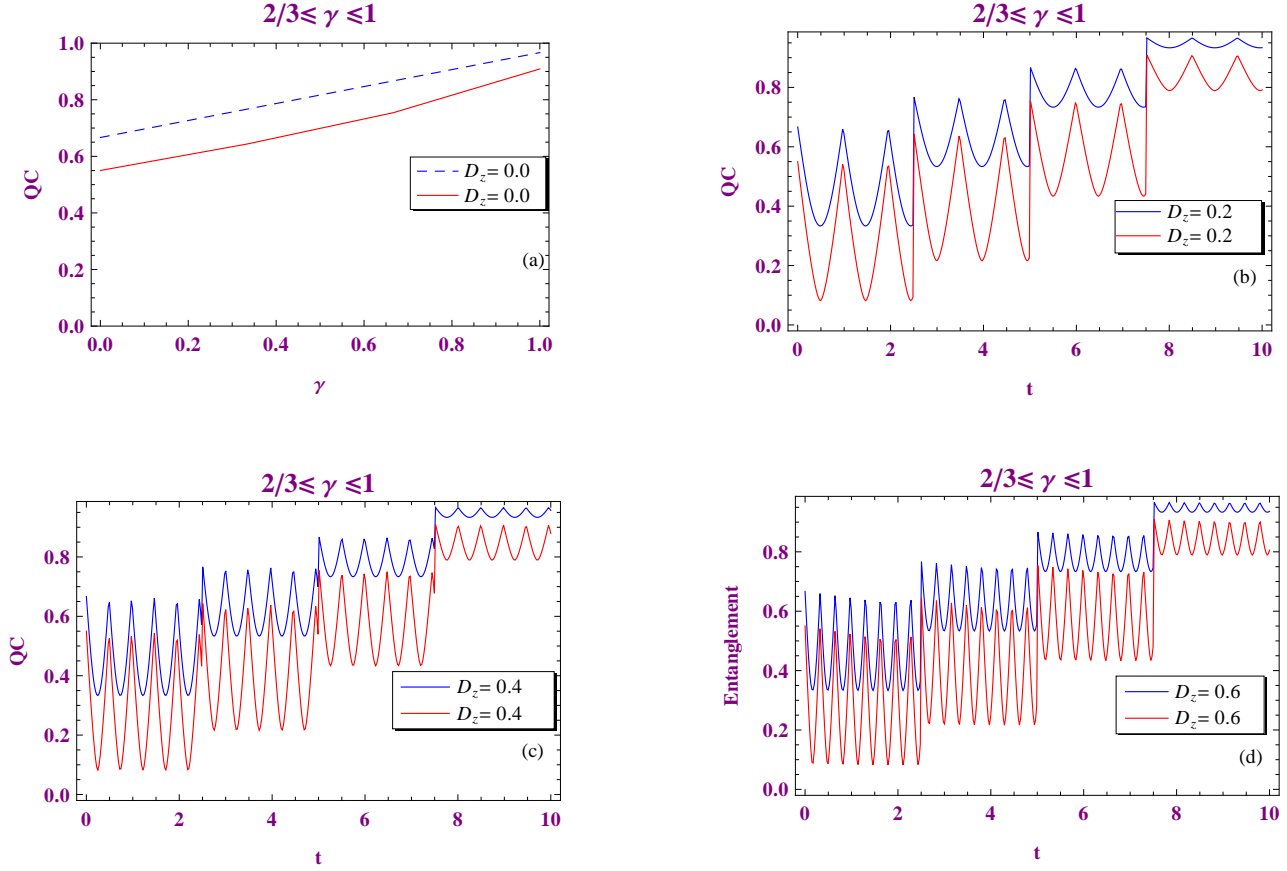 2/3≤ γ ≤1
1.0
0.8
0.6
0.4
0.2
0.0
QC
D_z= 0.0
D_z= 0.0
(a)
0.0 0.2 0.4 0.6 0.8 1.0
γ
2/3≤ γ ≤1
0.8
0.6
0.4
0.2
0.0
QC
D_z= 0.2
D_z= 0.2
(b)
0 2 4 6 8 10
t
2/3≤ γ ≤1
0.8
0.6
0.4
0.2
0.0
QC
D_z= 0.4
D_z= 0.4
(c)
0 2 4 6 8 10
t
2/3≤ γ ≤1
0.8
0.6
0.4
0.2
0.0
Entanglement
D_z= 0.6
D_z= 0.6
(d)
0 2 4 6 8 10
t